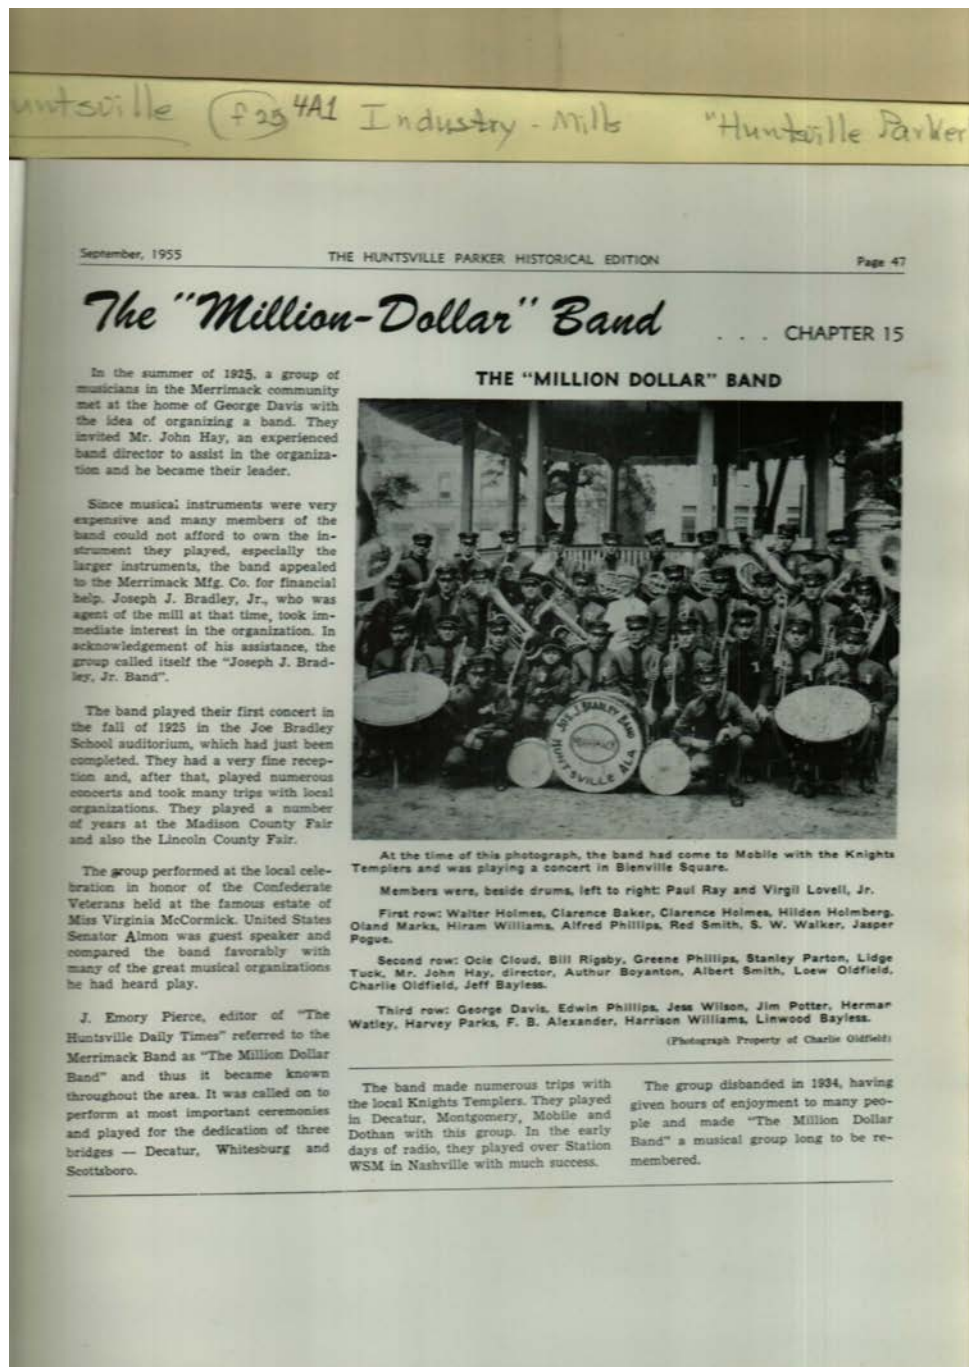 untsville f25 4A1 Industry - Mills "Huntsville Parker
September, 1955 THE HUNTSVILLE PARKER HISTORICAL EDITION Page 47
The "Million-Dollar" Band . . . CHAPTER 15
In the summer of 1925, a group of
musicians in the Merrimack community
met at the home of George Davis with
the idea of organizing a band. They
invited Mr. John Hay, an experienced
band director to assist in the organiza-
tion and he became their leader.
Since musical instruments were very
expensive and many members of the
band could not afford to own the in-
strument they played, especially the
larger instruments, the band appealed
to the Merrimack Mfg. Co. for financial
help. Joseph J. Bradley, Jr., who was
agent of the mill at that time, took im-
mediate interest in the organization. In
acknowledgement of his assistance, the
group called itself the "Joseph J. Brad-
ley, Jr. Band".
The band played their first concert in
the fall of 1925 in the Joe Bradley
School auditorium, which had just been
completed. They had a very fine recep-
tion and, after that, played numerous
concerts and took many trips with local
organizations. They played a number
of years at the Madison County Fair
and also the Lincoln County Fair.
The group performed at the local cele-
bration in honor of the Confederate
Veterans held at the famous estate of
Miss Virginia McCormick. United States
Senator Almon was guest speaker and
compared the band favorably with
many of the great musical organizations
he had heard play.
J. Emory Pierce, editor of "The
Huntsville Daily Times" referred to the
Merrimack Band as "The Million Dollar
Band" and thus it became known
throughout the area. It was called on to
perform at most important ceremonies
and played for the dedication of three
bridges — Decatur, Whitesburg and
Scottsboro.
THE "MILLION DOLLAR" BAND
JOS. J. BRADLEY BAND
HUNTSVILLE ALA
At the time of this photograph, the band had come to Mobile with the Knights
Templers and was playing a concert in Bienville Square.
Members were, beside drums, left to right: Paul Ray and Virgil Lovell, Jr.
First row: Walter Holmes, Clarence Baker, Clarence Holmes, Hilden Holmberg,
Oland Marks, Hiram Williams, Alfred Phillips, Red Smith, S. W. Walker, Jasper
Pogue.
Second row: Ocie Cloud, Bill Rigsby, Greene Phillips, Stanley Parton, Lidge
Tuck, Mr. John Hay, director, Authur Boyanton, Albert Smith, Loew Oldfield,
Charlie Oldfield, Jeff Bayless.
Third row: George Davis, Edwin Phillips, Jess Wilson, Jim Potter, Herman
Watley, Harvey Parks, F. B. Alexander, Harrison Williams, Linwood Bayless.
(Photograph Property of Charlie Oldfield)
The band made numerous trips with
the local Knights Templers. They played
in Decatur, Montgomery, Mobile and
Dothan with this group. In the early
days of radio, they played over Station
WSM in Nashville with much success.
The group disbanded in 1934, having
given hours of enjoyment to many peo-
ple and made "The Million Dollar
Band" a musical group long to be re-
membered.